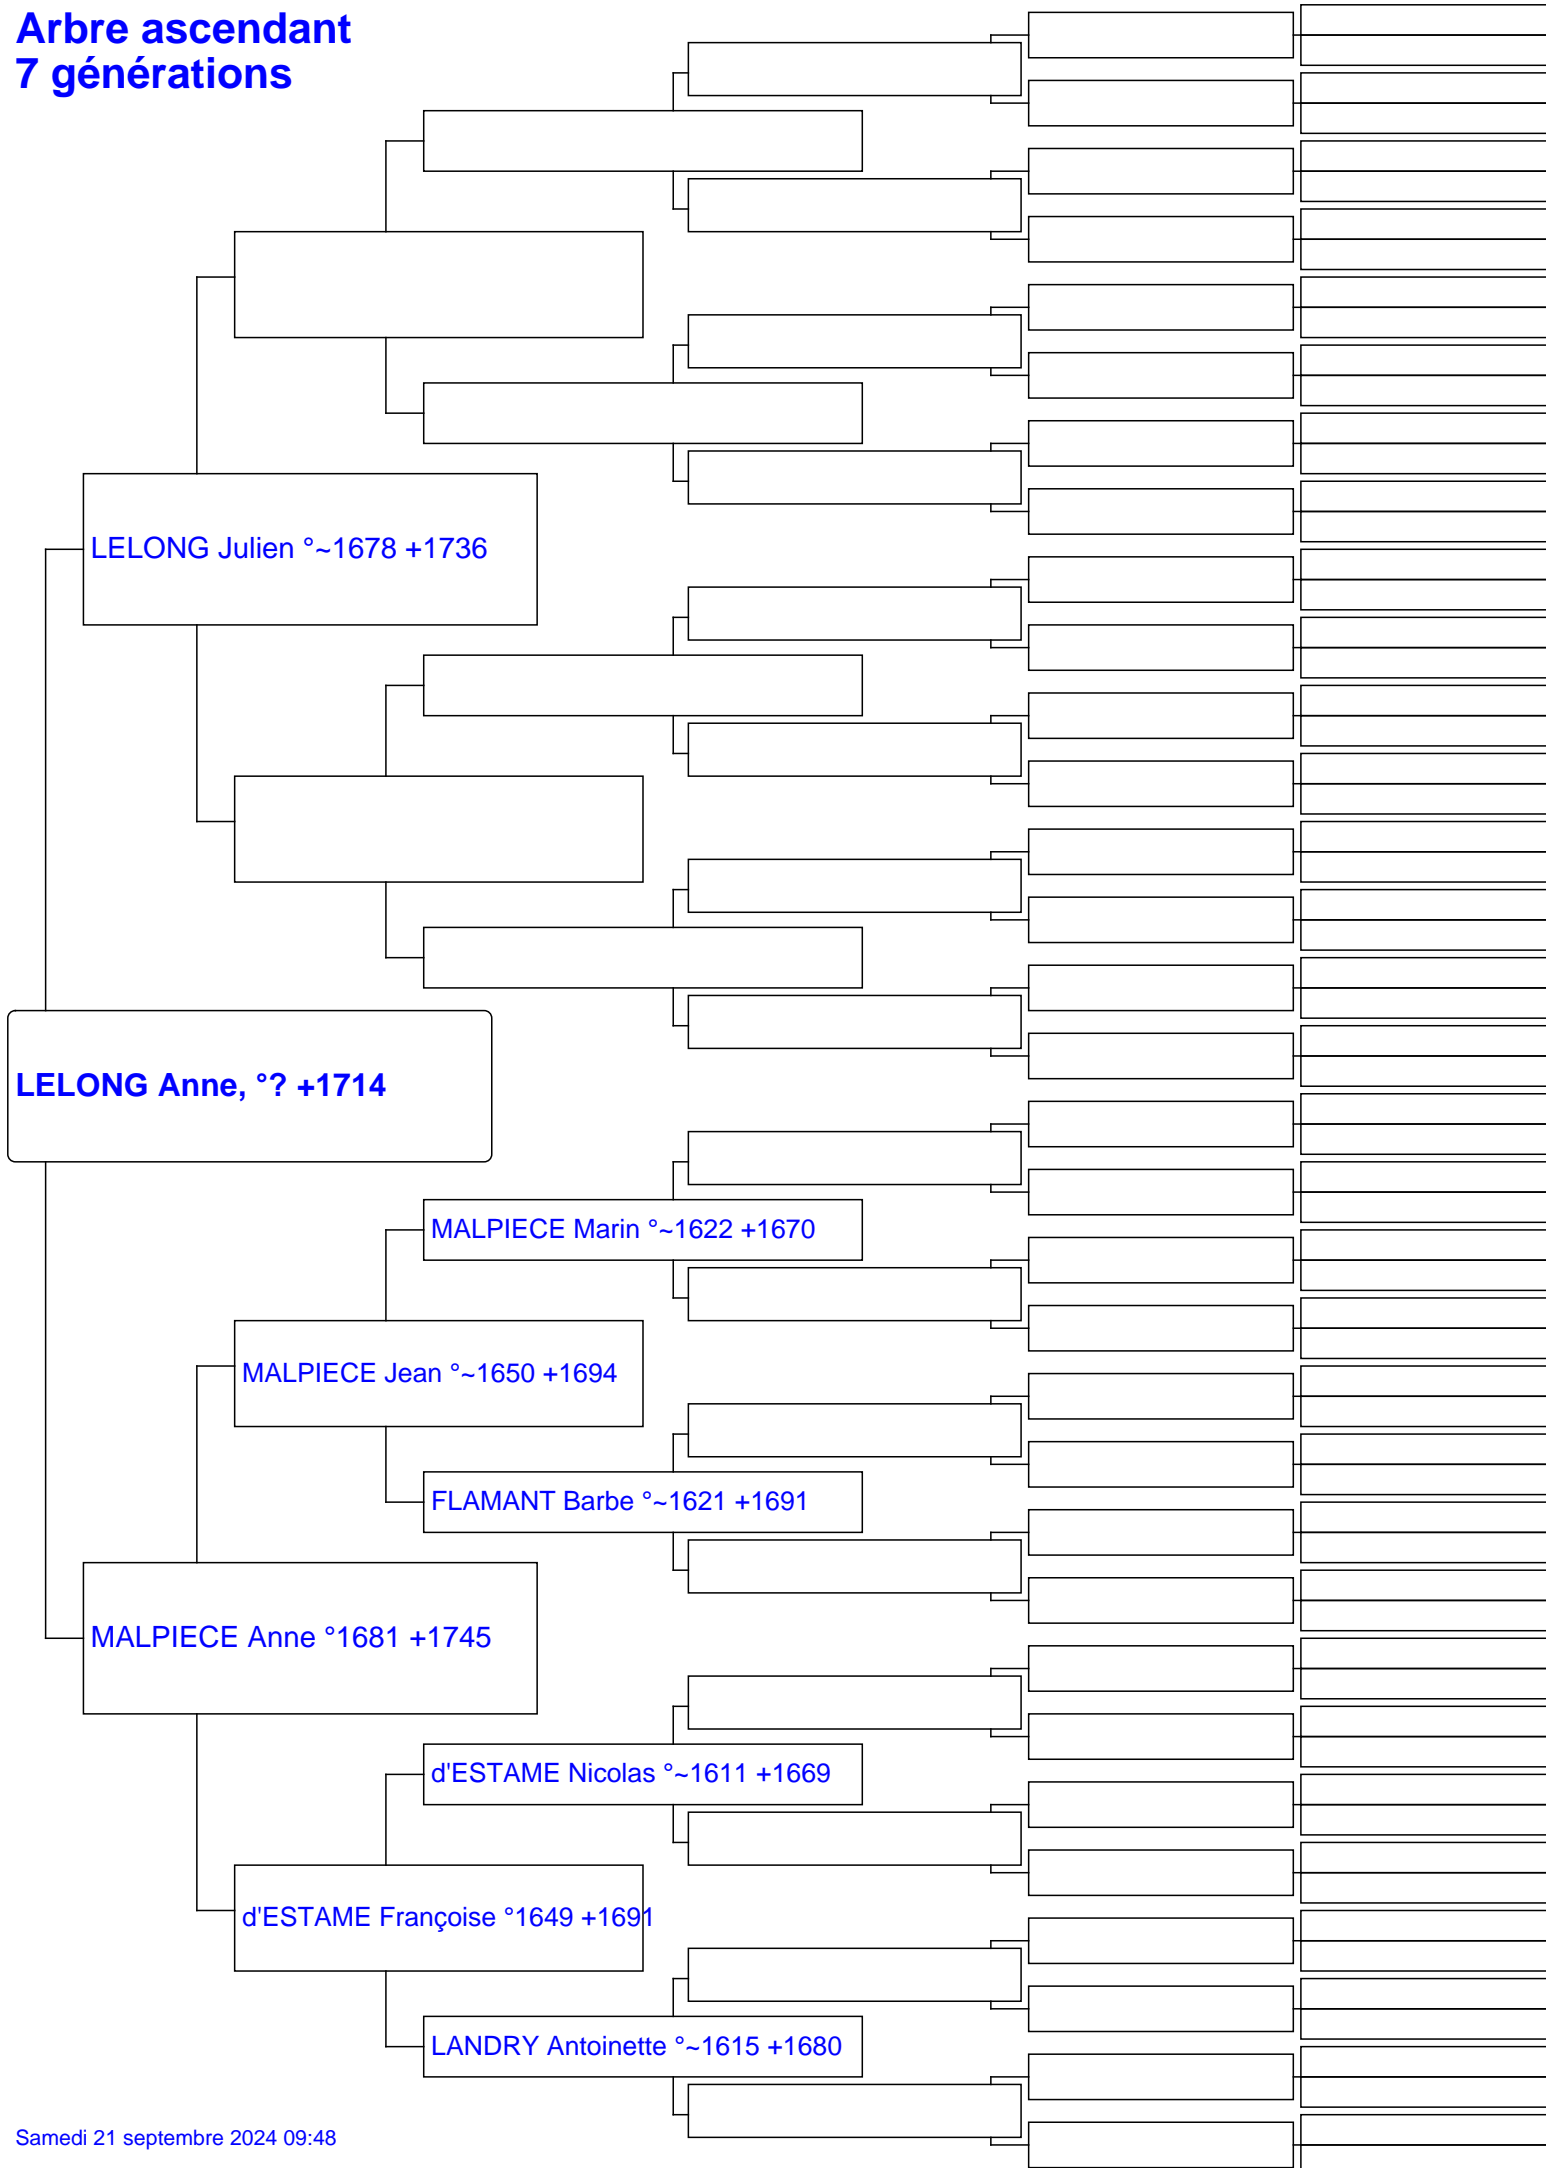 Arbre ascendant
7 générations
LELONG Julien °~1678 +1736
LELONG Anne, °? +1714
MALPIECE Marin °~1622 +1670
MALPIECE Jean °~1650 +1694
FLAMANT Barbe °~1621 +1691
MALPIECE Anne °1681 +1745
d'ESTAME Nicolas °~1611 +1669
d'ESTAME Françoise °1649 +1691
LANDRY Antoinette °~1615 +1680
Samedi 21 septembre 2024 09:48